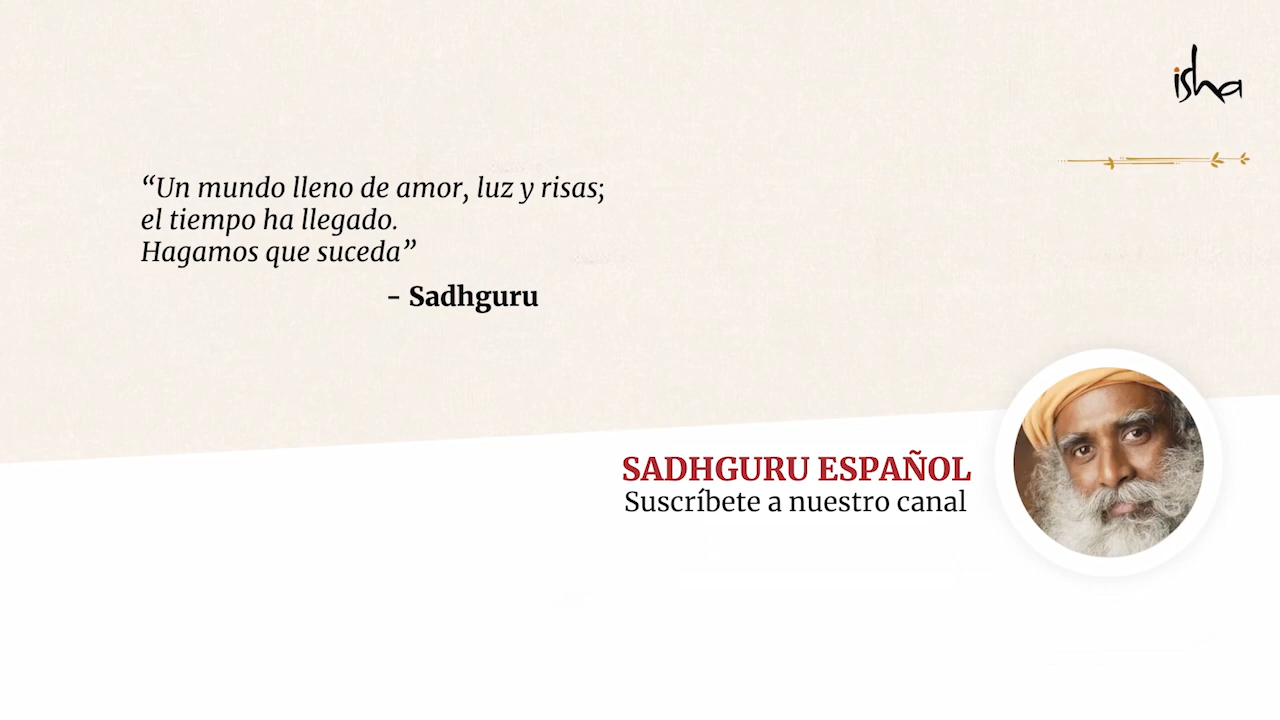 isha
“Un mundo lleno de amor, luz y risas;
el tiempo ha llegado.
Hagamos que suceda”
- Sadhguru
SADHGURU ESPAÑOL
Suscríbete a nuestro canal